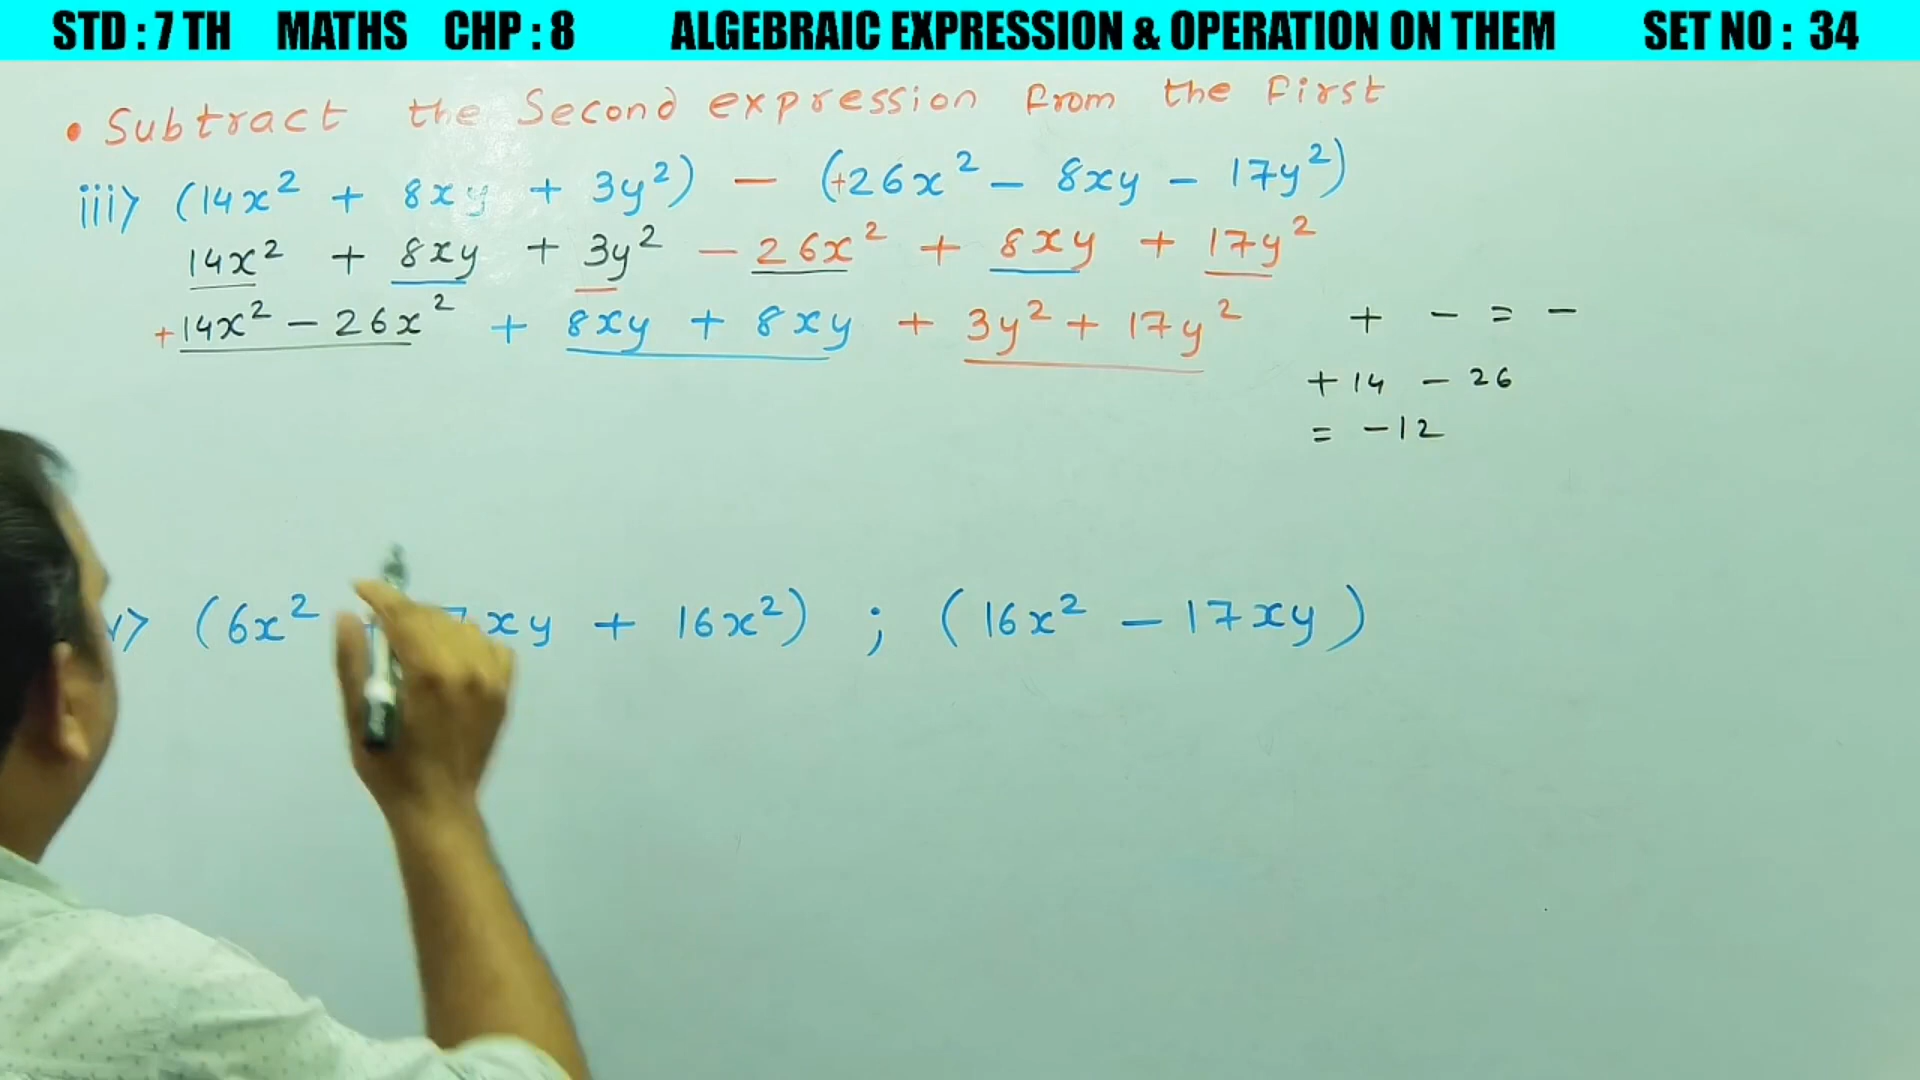 STD : 7 TH MATHS CHP : 8 ALGEBRAIC EXPRESSION & OPERATION ON THEM SET NO : 34
• Subtract the Second expression from the First
iii> (14x² + 8xy + 3y²) − (+26x² − 8xy − 17y²)
14x² + 8xy + 3y² − 26x² + 8xy + 17y²
+14x² − 26x² + 8xy + 8xy + 3y² + 17y²
+ − = −
+14 − 26
= −12
(6x² xy + 16x²) ; (16x² − 17xy)